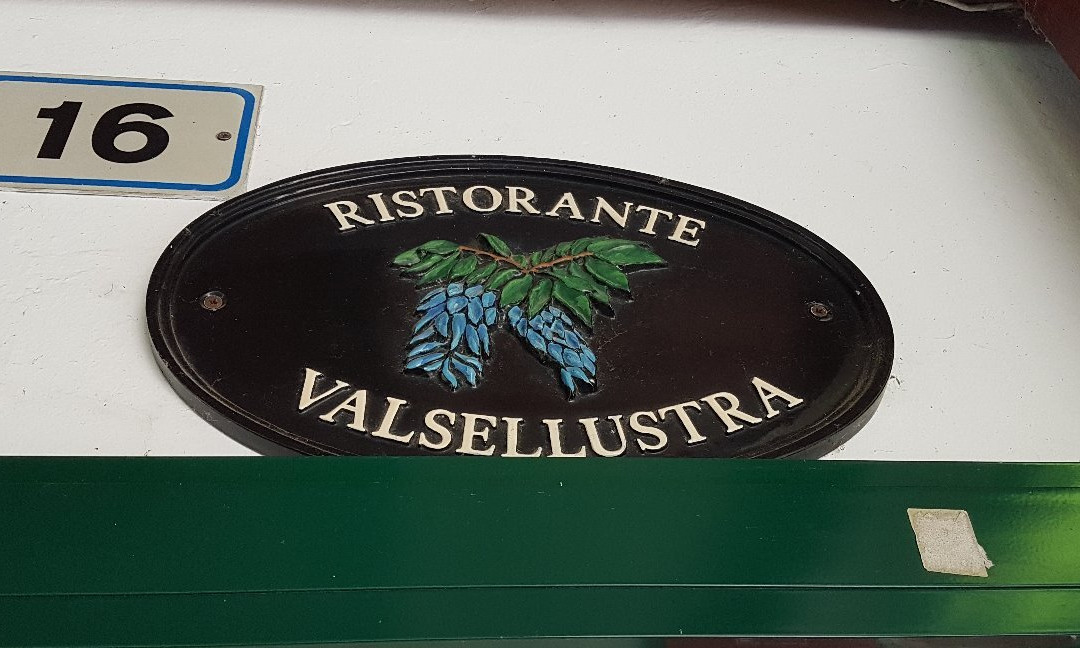 16
RISTORANTE
VALSELLUSTRA